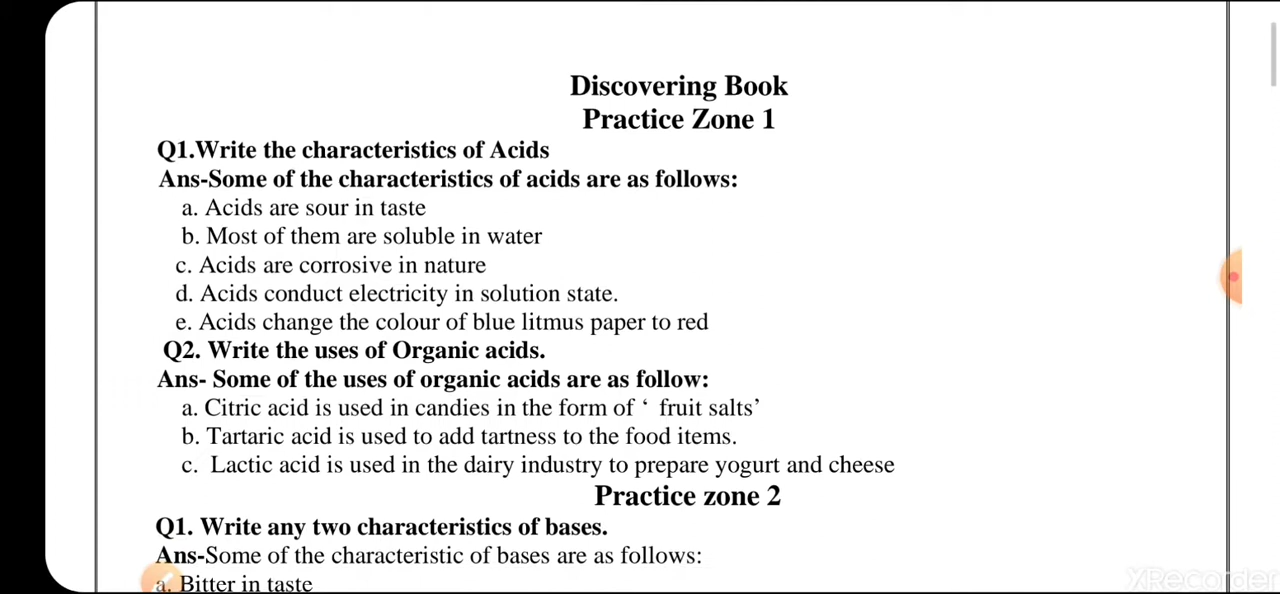 Discovering Book
Practice Zone 1
Q1.Write the characteristics of Acids
Ans-Some of the characteristics of acids are as follows:
a. Acids are sour in taste
b. Most of them are soluble in water
c. Acids are corrosive in nature
d. Acids conduct electricity in solution state.
e. Acids change the colour of blue litmus paper to red
Q2. Write the uses of Organic acids.
Ans- Some of the uses of organic acids are as follow:
a. Citric acid is used in candies in the form of ‘ fruit salts’
b. Tartaric acid is used to add tartness to the food items.
c. Lactic acid is used in the dairy industry to prepare yogurt and cheese
Practice zone 2
Q1. Write any two characteristics of bases.
Ans-Some of the characteristic of bases are as follows:
a. Bitter in taste
XRecorder